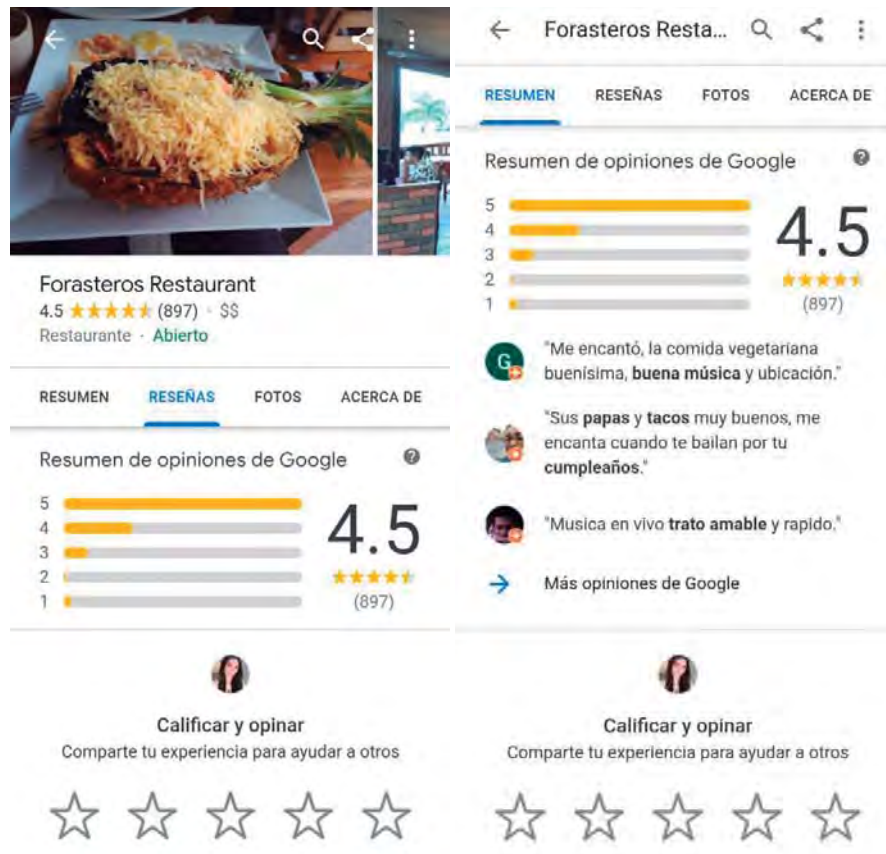 Forasteros Restaurant
4.5 (897) · $$
Restaurante · Abierto
RESUMEN RESEÑAS FOTOS ACERCA DE
Resumen de opiniones de Google
5
4
3
2
1
4.5
(897)
Calificar y opinar
Comparte tu experiencia para ayudar a otros
Forasteros Resta...
RESUMEN RESEÑAS FOTOS ACERCA DE
Resumen de opiniones de Google
5
4
3
2
1
4.5
(897)
G
"Me encantó, la comida vegetariana
buenísima, buena música y ubicación."
"Sus papas y tacos muy buenos, me
encanta cuando te bailan por tu
cumpleaños."
"Musica en vivo trato amable y rapido."
Más opiniones de Google
Calificar y opinar
Comparte tu experiencia para ayudar a otros